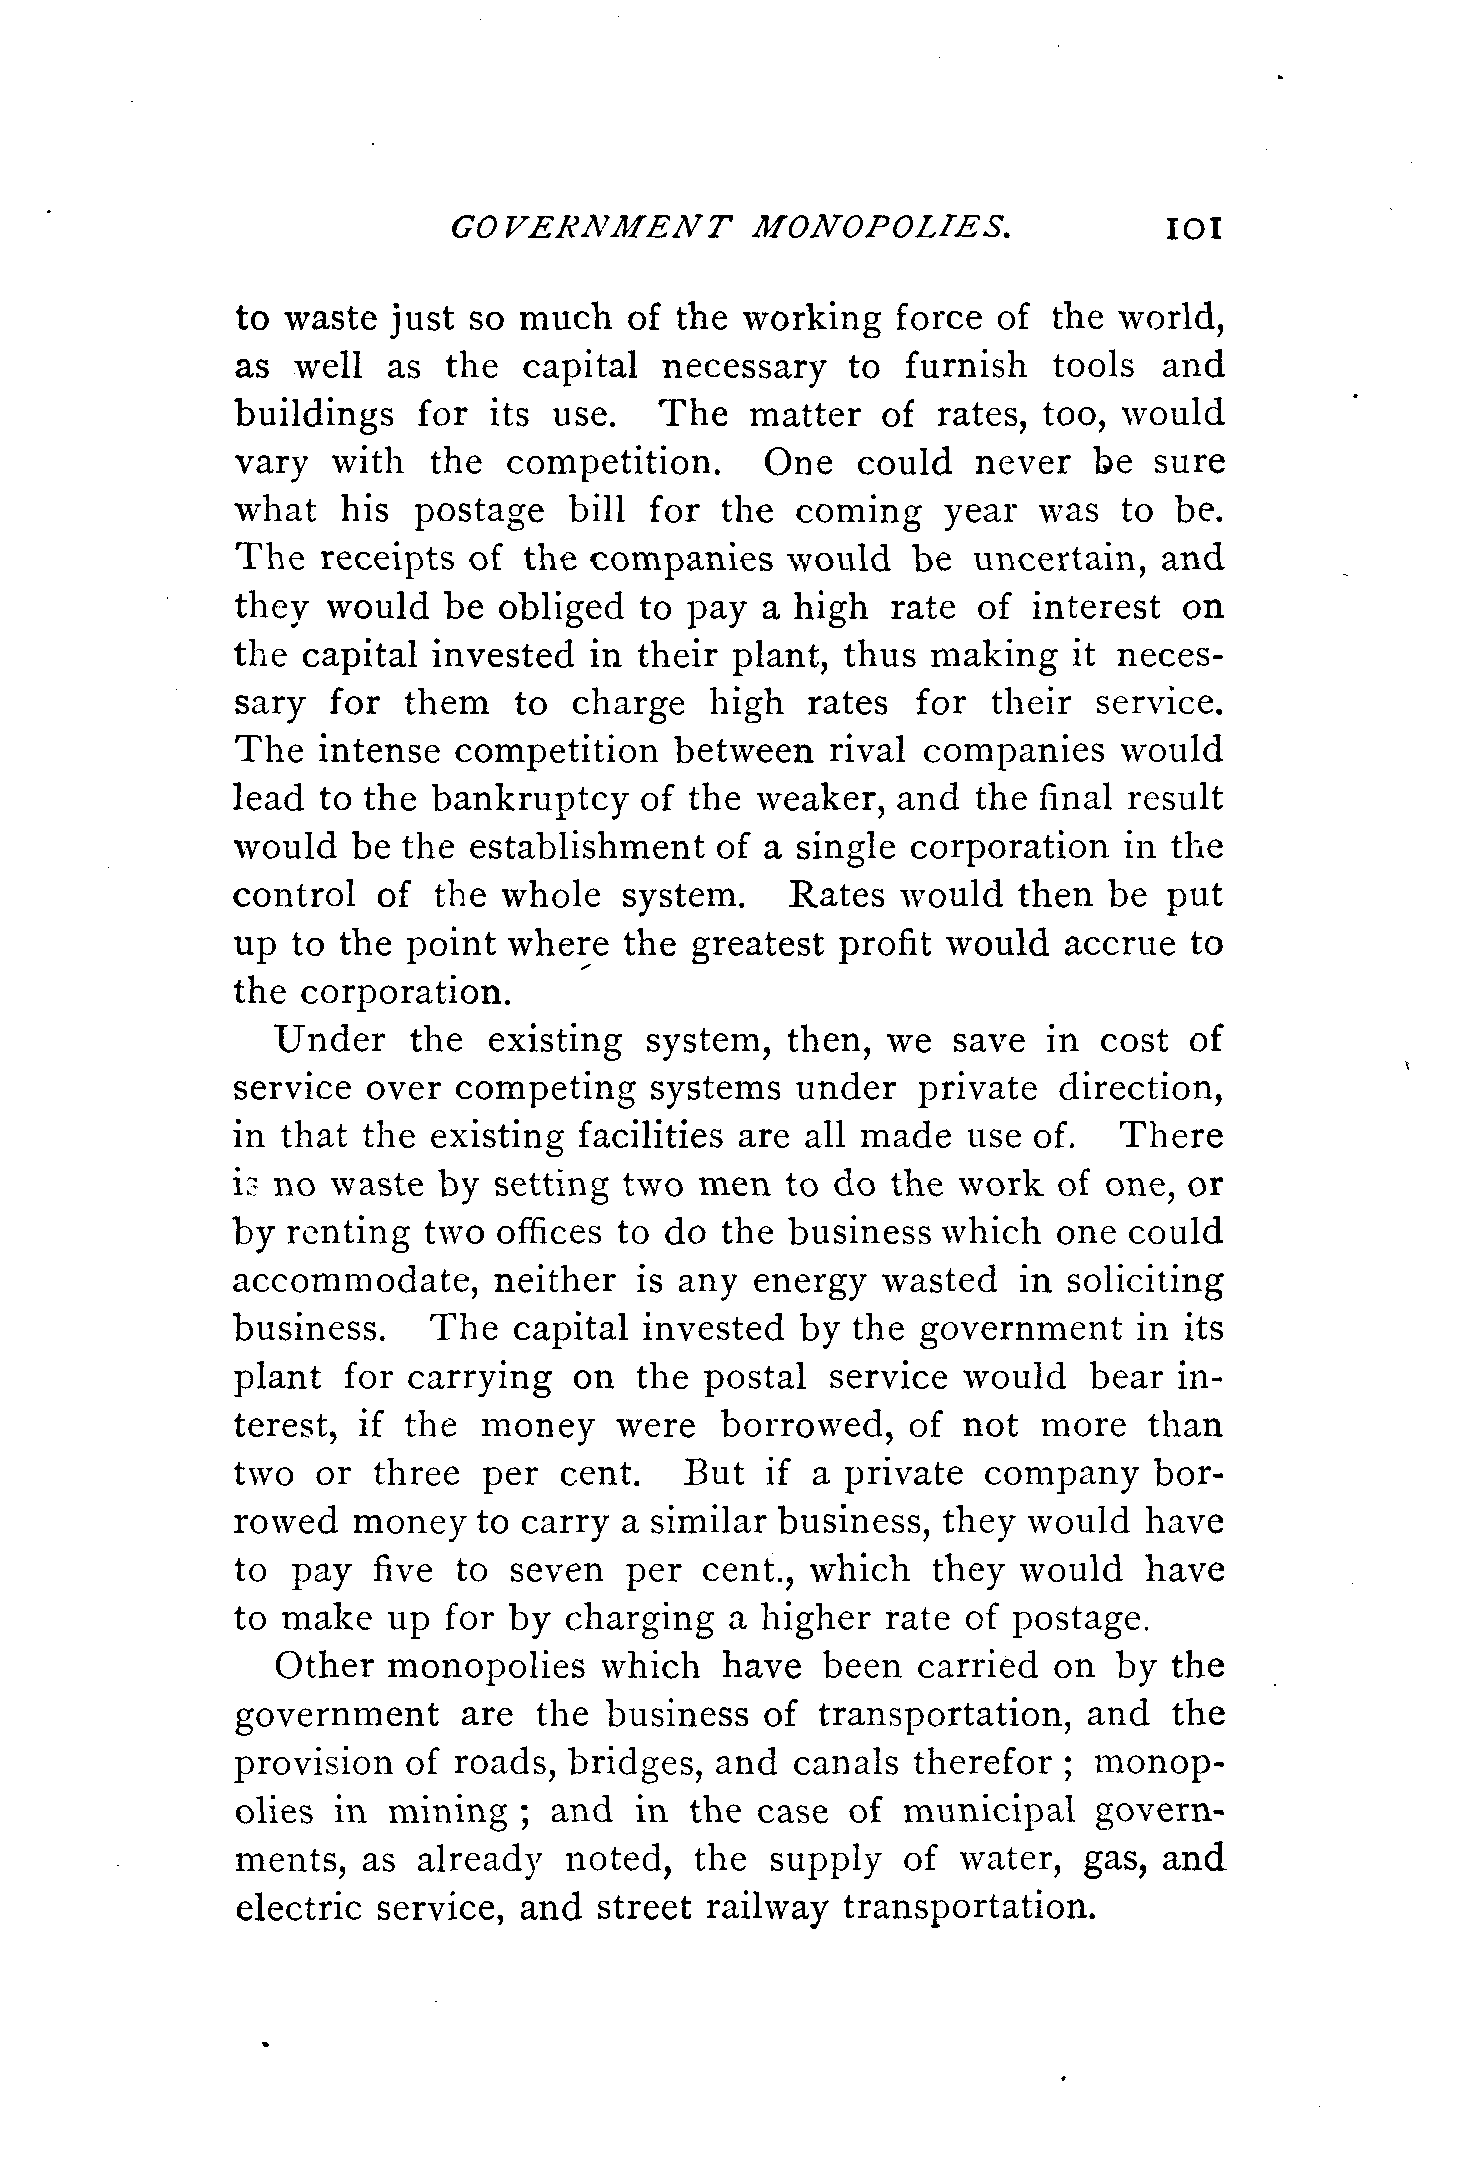 GOVERNMENT MONOPOLIES. 101
to waste just so much of the working force of the world,
as well as the capital necessary to furnish tools and
buildings for its use. The matter of rates, too, would
vary with the competition. One could never be sure
what his postage bill for the coming year was to be.
The receipts of the companies would be uncertain, and
they would be obliged to pay a high rate of interest on
the capital invested in their plant, thus making it neces-
sary for them to charge high rates for their service.
The intense competition between rival companies would
lead to the bankruptcy of the weaker, and the final result
would be the establishment of a single corporation in the
control of the whole system. Rates would then be put
up to the point where the greatest profit would accrue to
the corporation.
Under the existing system, then, we save in cost of
service over competing systems under private direction,
in that the existing facilities are all made use of. There
is no waste by setting two men to do the work of one, or
by renting two offices to do the business which one could
accommodate, neither is any energy wasted in soliciting
business. The capital invested by the government in its
plant for carrying on the postal service would bear in-
terest, if the money were borrowed, of not more than
two or three per cent. But if a private company bor-
rowed money to carry a similar business, they would have
to pay five to seven per cent., which they would have
to make up for by charging a higher rate of postage.
Other monopolies which have been carried on by the
government are the business of transportation, and the
provision of roads, bridges, and canals therefor ; monop-
olies in mining ; and in the case of municipal govern-
ments, as already noted, the supply of water, gas, and
electric service, and street railway transportation.